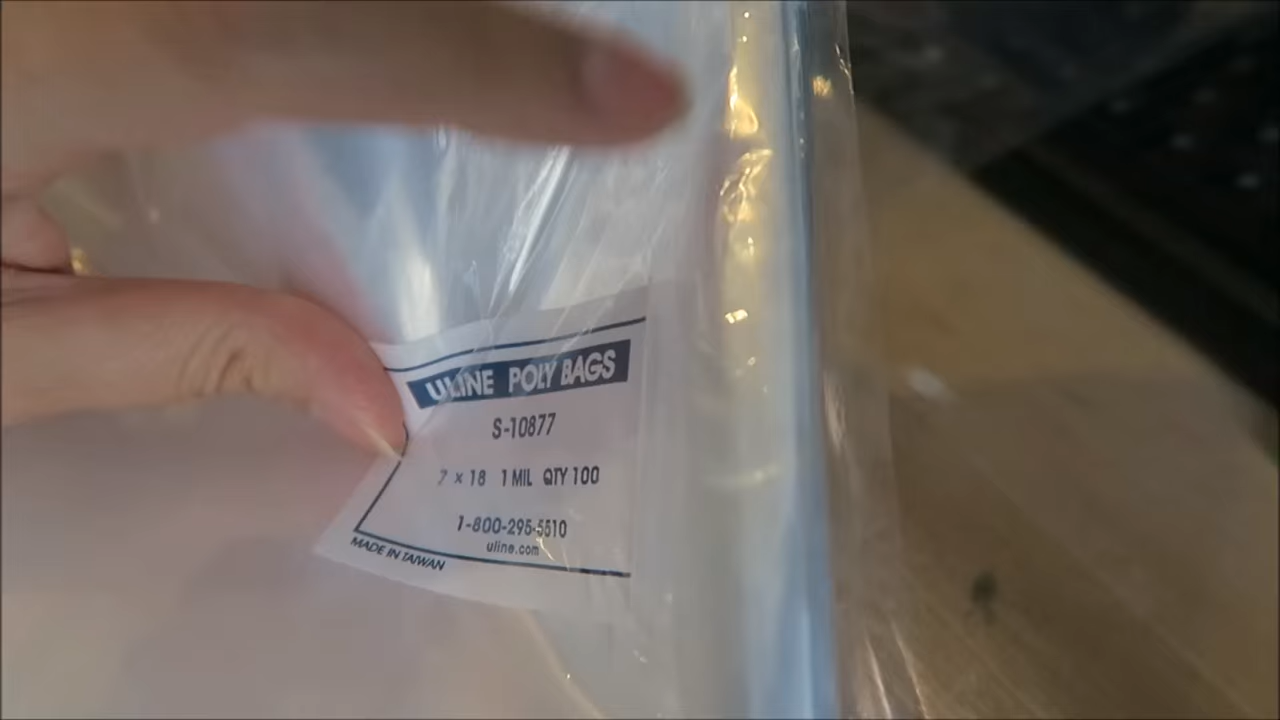 ULINE POLY BAGS
S-10877
7 × 18 1 MIL QTY 100
1-800-295-5510
uline.com
MADE IN TAIWAN